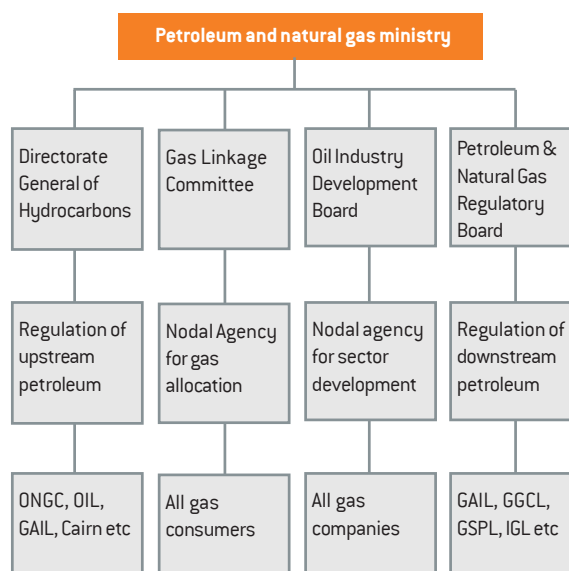 Petroleum and natural gas ministry
Directorate
General of
Hydrocarbons
Gas Linkage
Committee
Oil Industry
Development
Board
Petroleum &
Natural Gas
Regulatory
Board
Regulation of
upstream
petroleum
Nodal Agency
for gas
allocation
Nodal agency
for sector
development
Regulation of
downstream
petroleum
ONGC, OIL,
GAIL, Cairn etc
All gas
consumers
All gas
companies
GAIL, GGCL,
GSPL, IGL etc